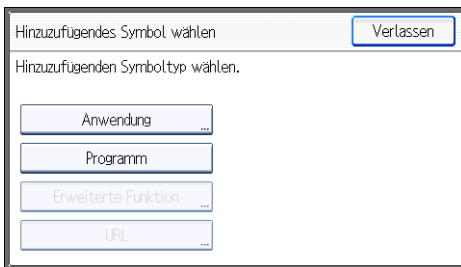 Hinzuzufügendes Symbol wählen
Verlassen
Hinzuzufügenden Symboltyp wählen.
Anwendung
...
Programm
Erweiterte Funktion
...
URL
...